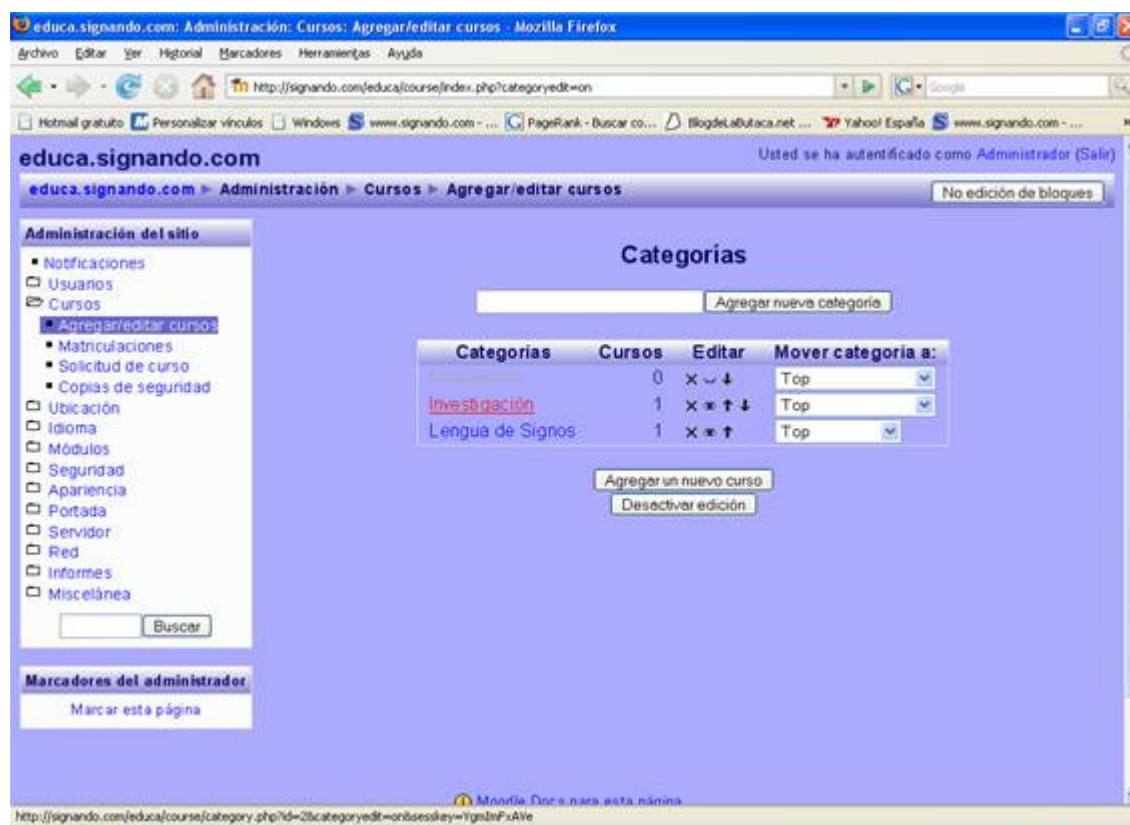 educa.signando.com: Administración: Cursos: Agregar/editar cursos - Mozilla Firefox
Archivo Editar Ver Historial Marcadores Herramientas Ayuda
http://signando.com/educa/course/index.php?categoryedit=on
Google
Hotmail gratuito Personalizar vínculos Windows www.signando.com - ... PageRank - Buscar co... BlogdeLaButaca.net ... Yahoo! España www.signando.com - ...
educa.signando.com
Usted se ha autentificado como Administrador (Salir)
educa.signando.com ► Administración ► Cursos ► Agregar/editar cursos
No edición de bloques
Administración del sitio
Notificaciones
Usuarios
Cursos
Agregar/editar cursos
Matriculaciones
Solicitud de curso
Copias de seguridad
Ubicación
Idioma
Módulos
Seguridad
Apariencia
Portada
Servidor
Red
Informes
Miscelánea
Buscar
Marcadores del administrador
Marcar esta página
Categorías
Agregar nueva categoría
Categorías Cursos Editar Mover categoría a:
0 Top
Investigación 1 Top
Lengua de Signos 1 Top
Agregar un nuevo curso
Desactivar edición
Moodle Docs para esta página
http://signando.com/educa/course/category.php?id=2&categoryedit=on&sesskey=YgmImFxAVe